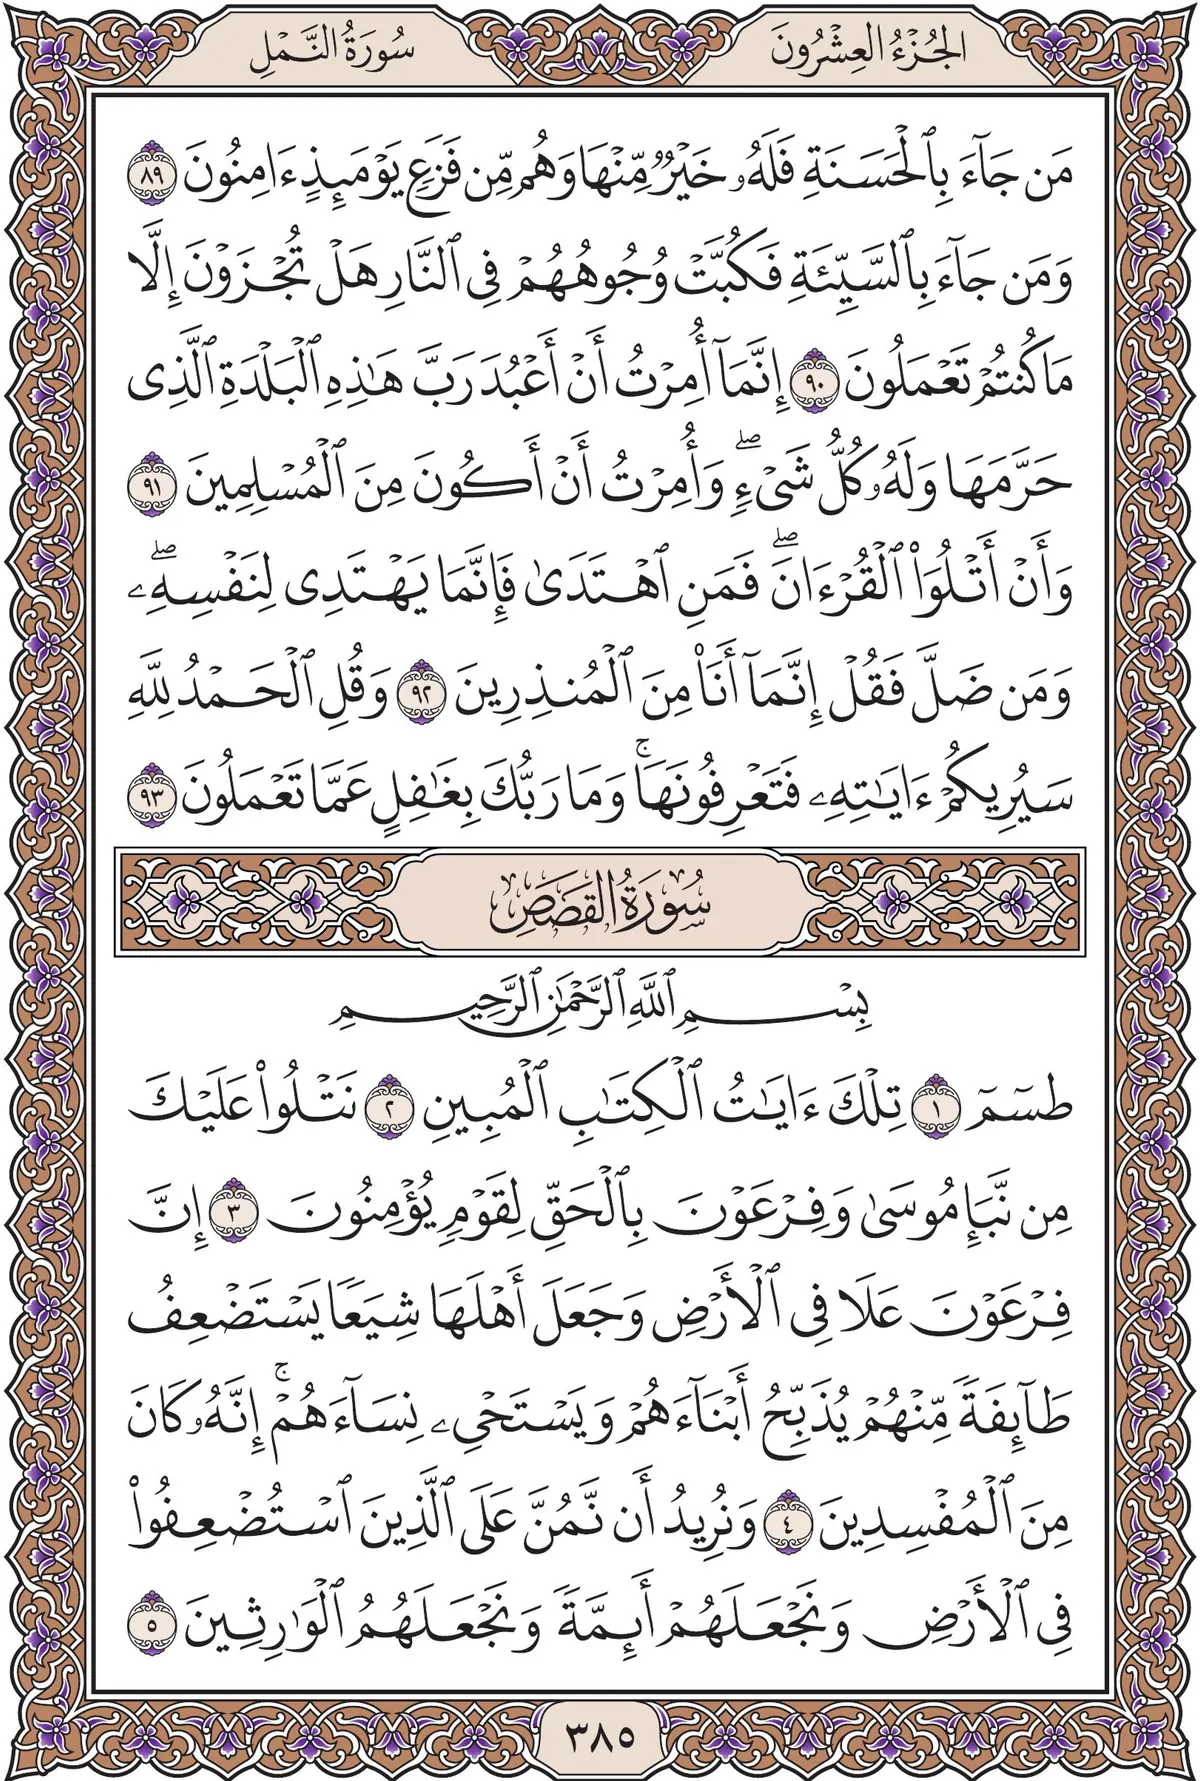 الجُزْءُ العِشْرُونَ
سُورَةُ النَّمْلِ
مَن جَآءَ بِٱلْحَسَنَةِ فَلَهُۥ خَيْرٌ مِّنْهَا وَهُم مِّن فَزَعٍ يَوْمَئِذٍ ءَامِنُونَ ٨٩
وَمَن جَآءَ بِٱلسَّيِّئَةِ فَكُبَّتْ وُجُوهُهُمْ فِى ٱلنَّارِ هَلْ تُجْزَوْنَ إِلَّا
مَا كُنتُمْ تَعْمَلُونَ ٩٠ إِنَّمَآ أُمِرْتُ أَنْ أَعْبُدَ رَبَّ هَٰذِهِ ٱلْبَلْدَةِ ٱلَّذِى
حَرَّمَهَا وَلَهُۥ كُلُّ شَىْءٍۖ وَأُمِرْتُ أَنْ أَكُونَ مِنَ ٱلْمُسْلِمِينَ ٩١
وَأَنْ أَتْلُوَا۟ ٱلْقُرْءَانَۖ فَمَنِ ٱهْتَدَىٰ فَإِنَّمَا يَهْتَدِى لِنَفْسِهِۦۖ
وَمَن ضَلَّ فَقُلْ إِنَّمَآ أَنَا۠ مِنَ ٱلْمُنذِرِينَ ٩٢ وَقُلِ ٱلْحَمْدُ لِلَّهِ
سَيُرِيكُمْ ءَايَٰتِهِۦ فَتَعْرِفُونَهَاۚ وَمَا رَبُّكَ بِغَٰفِلٍ عَمَّا تَعْمَلُونَ ٩٣
سُورَةُ القَصَصِ
بِسْمِ ٱللَّهِ ٱلرَّحْمَٰنِ ٱلرَّحِيمِ
طسٓمٓ ١ تِلْكَ ءَايَٰتُ ٱلْكِتَٰبِ ٱلْمُبِينِ ٢ نَتْلُوا۟ عَلَيْكَ
مِن نَّبَإِ مُوسَىٰ وَفِرْعَوْنَ بِٱلْحَقِّ لِقَوْمٍ يُؤْمِنُونَ ٣ إِنَّ
فِرْعَوْنَ عَلَا فِى ٱلْأَرْضِ وَجَعَلَ أَهْلَهَا شِيَعًا يَسْتَضْعِفُ
طَآئِفَةً مِّنْهُمْ يُذَبِّحُ أَبْنَآءَهُمْ وَيَسْتَحْىِۦ نِسَآءَهُمْۚ إِنَّهُۥ كَانَ
مِنَ ٱلْمُفْسِدِينَ ٤ وَنُرِيدُ أَن نَّمُنَّ عَلَى ٱلَّذِينَ ٱسْتُضْعِفُوا۟
فِى ٱلْأَرْضِ وَنَجْعَلَهُمْ أَئِمَّةً وَنَجْعَلَهُمُ ٱلْوَٰرِثِينَ ٥
٣٨٥